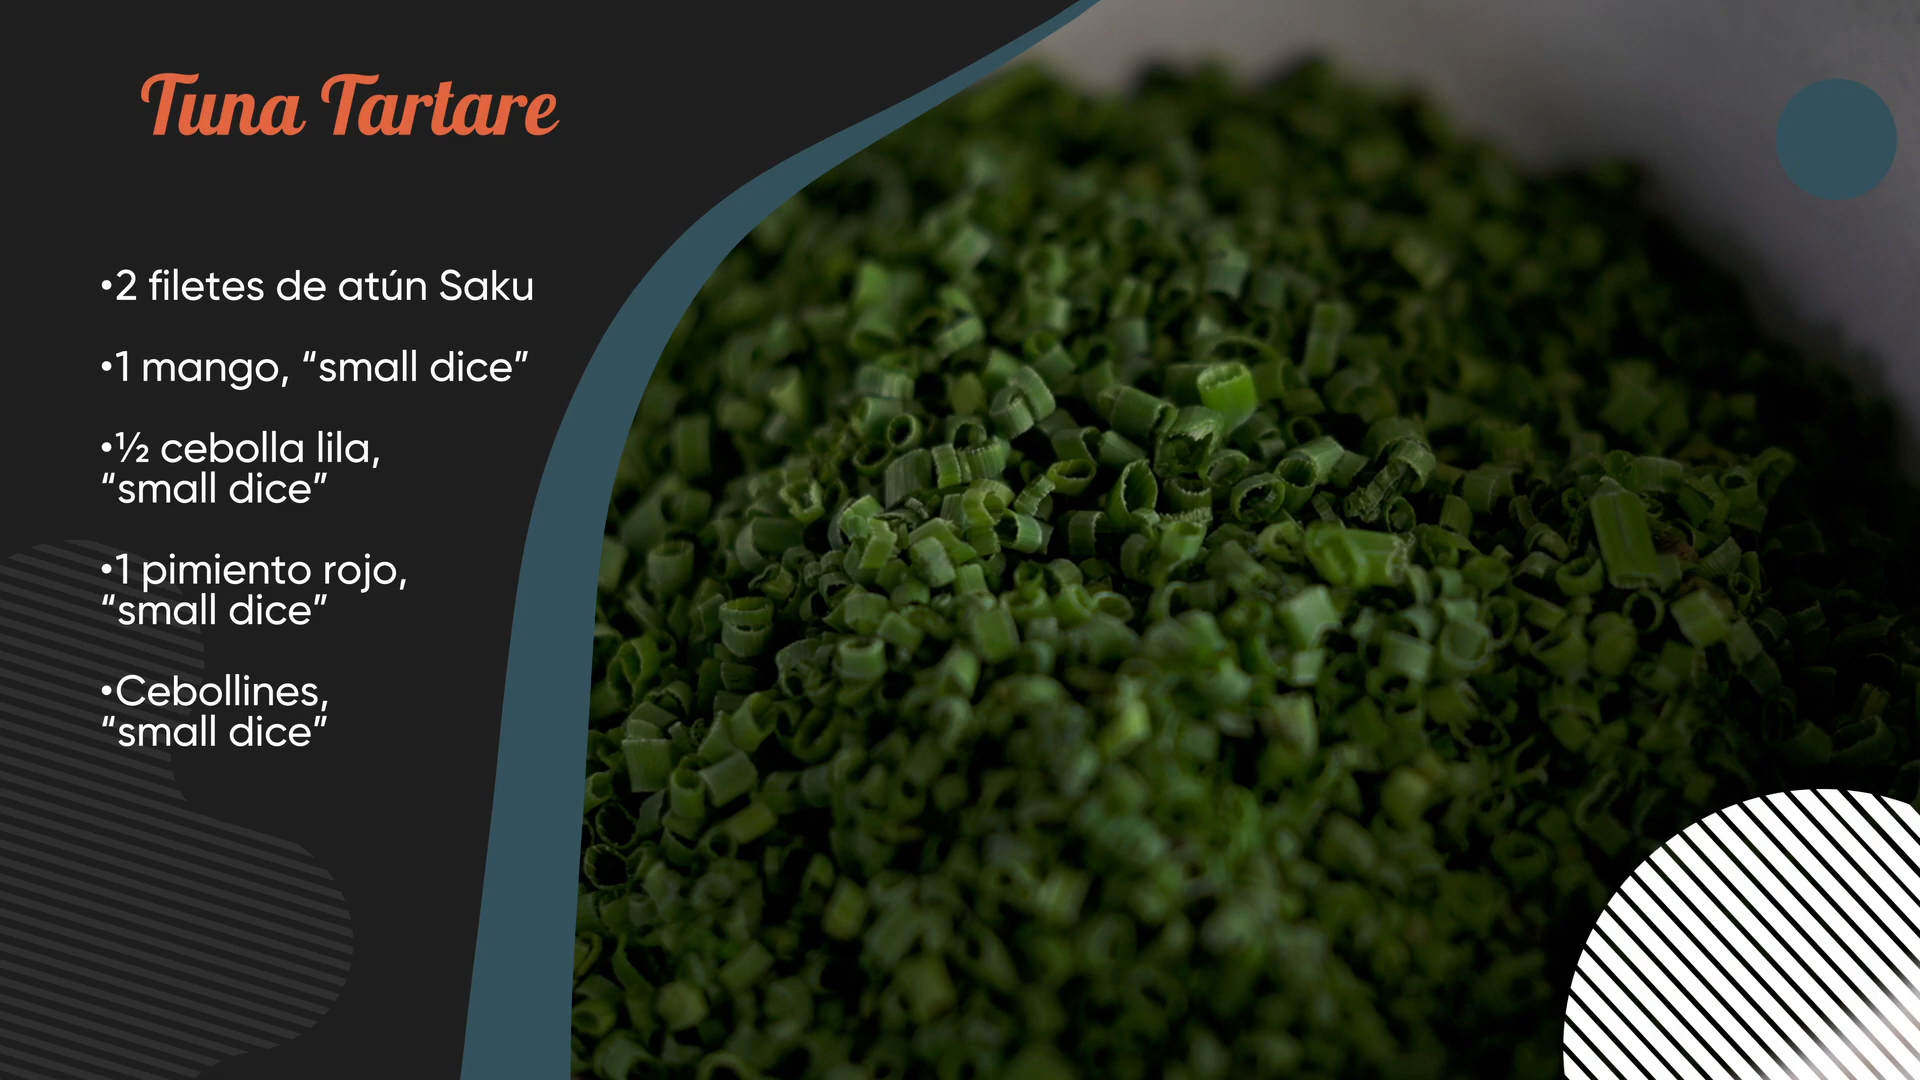 Tuna Tartare
•2 filetes de atún Saku
•1 mango, “small dice”
•½ cebolla lila,
“small dice”
•1 pimiento rojo,
“small dice”
•Cebollines,
“small dice”